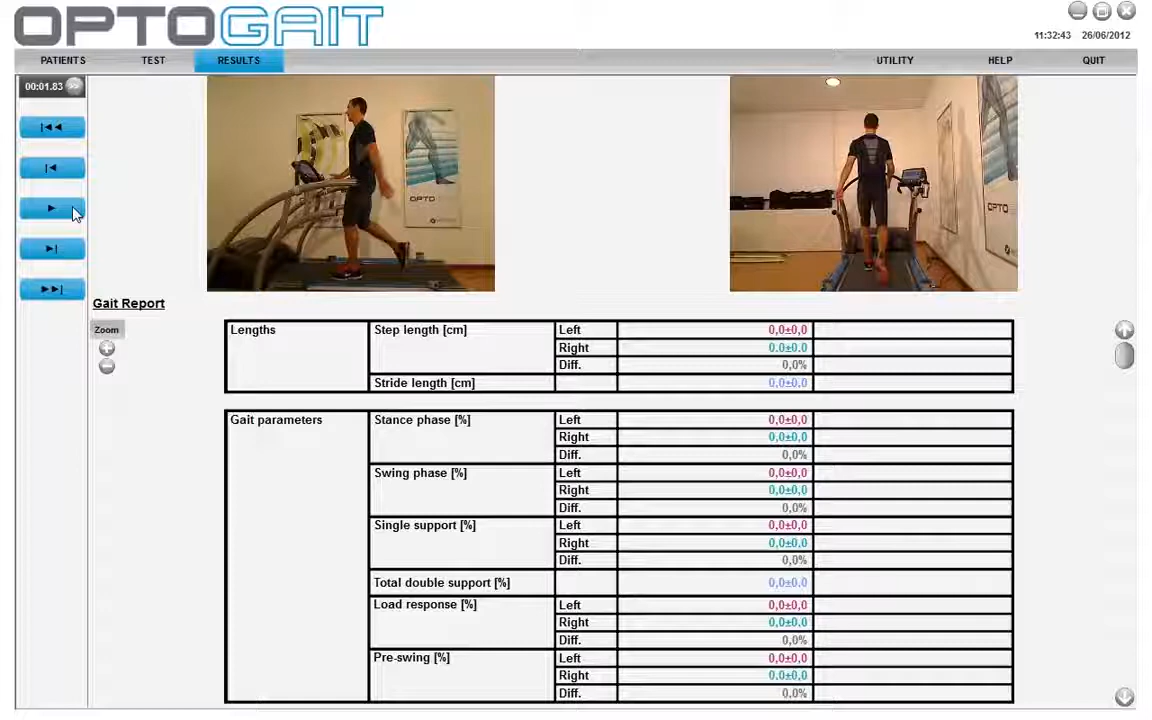 OPTOGAIT
11:32:43 26/06/2012
PATIENTS TEST RESULTS UTILITY HELP QUIT
00:01.83 >>
OPTO
OPTO
Gait Report
Zoom
Lengths Step length [cm] Left 0,0±0,0
Right 0.0±0.0
Diff. 0,0%
Stride length [cm] 0,0±0,0
Gait parameters Stance phase [%] Left 0,0±0,0
Right 0,0±0,0
Diff. 0,0%
Swing phase [%] Left 0,0±0,0
Right 0,0±0,0
Diff. 0,0%
Single support [%] Left 0,0±0,0
Right 0,0±0,0
Diff. 0,0%
Total double support [%] 0,0±0,0
Load response [%] Left 0,0±0,0
Right 0,0±0,0
Diff. 0,0%
Pre-swing [%] Left 0,0±0,0
Right 0.0±0.0
Diff. 0,0%